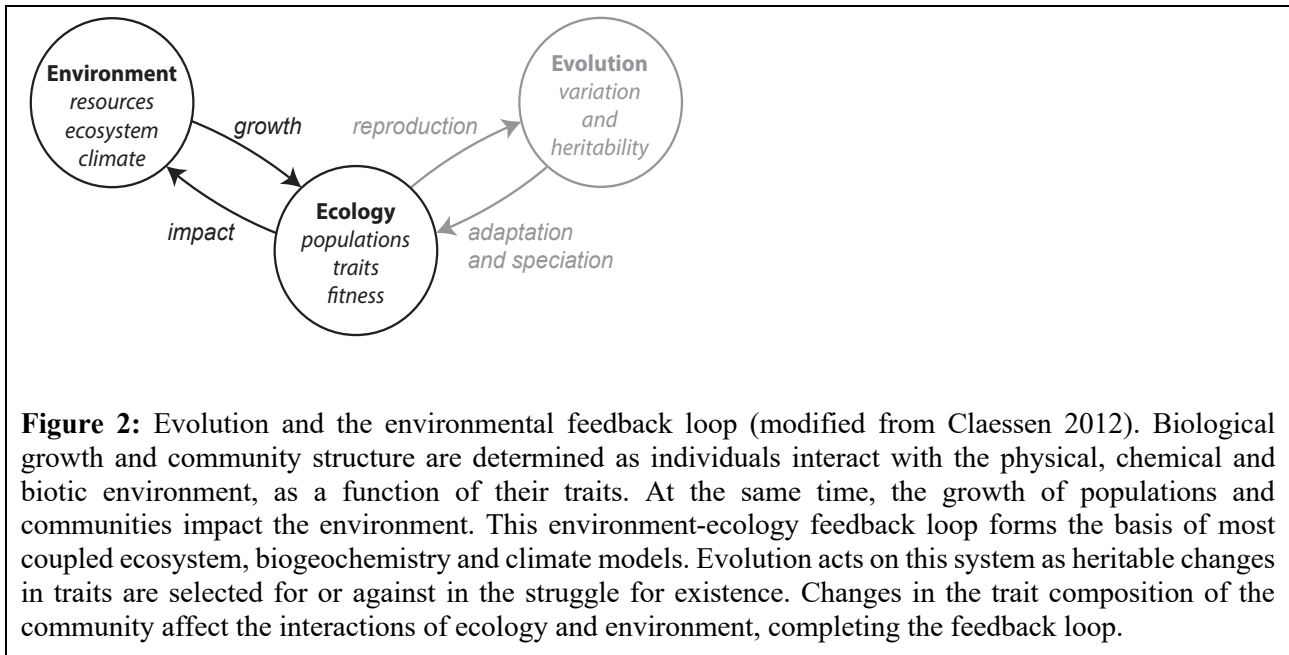 Environment
resources
ecosystem
climate
growth
impact
Ecology
populations
traits
fitness
reproduction
Evolution
variation
and
heritability
adaptation
and speciation
Figure 2: Evolution and the environmental feedback loop (modified from Claessen 2012). Biological
growth and community structure are determined as individuals interact with the physical, chemical and
biotic environment, as a function of their traits. At the same time, the growth of populations and
communities impact the environment. This environment-ecology feedback loop forms the basis of most
coupled ecosystem, biogeochemistry and climate models. Evolution acts on this system as heritable changes
in traits are selected for or against in the struggle for existence. Changes in the trait composition of the
community affect the interactions of ecology and environment, completing the feedback loop.